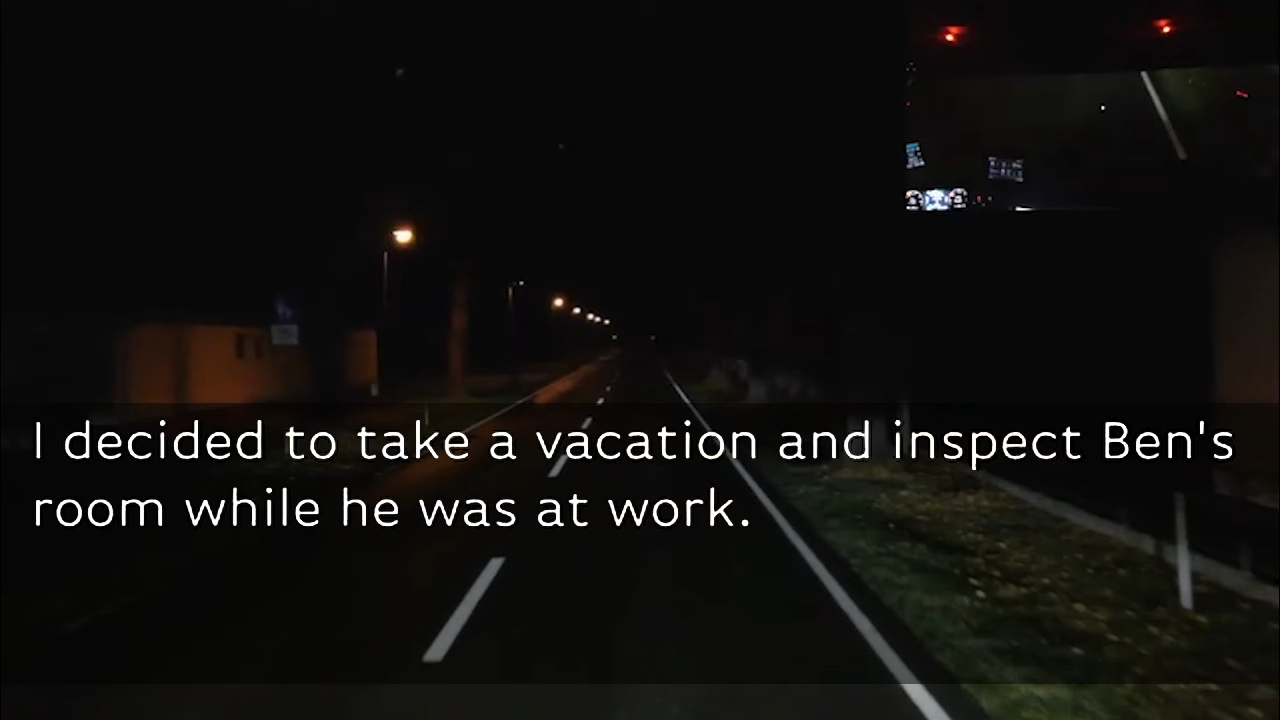 I decided to take a vacation and inspect Ben's
room while he was at work.